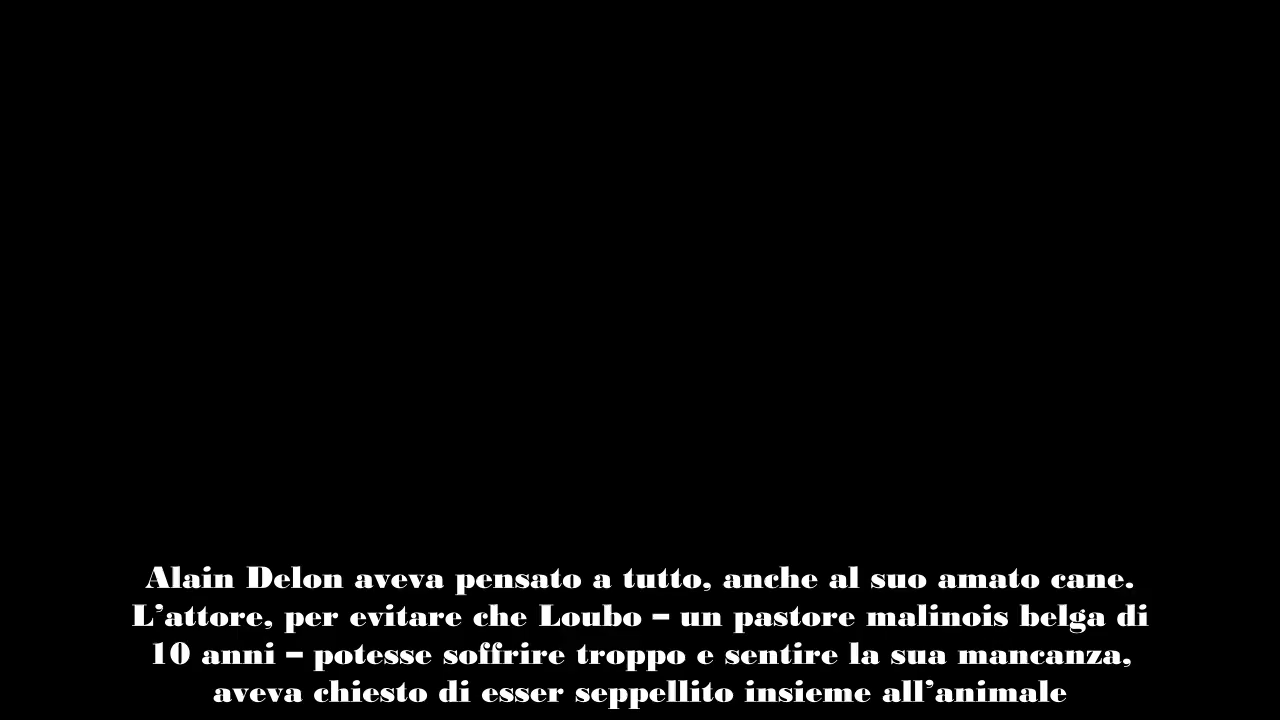 Alain Delon aveva pensato a tutto, anche al suo amato cane.
L’attore, per evitare che Loubo – un pastore malinois belga di
10 anni – potesse soffrire troppo e sentire la sua mancanza,
aveva chiesto di esser seppellito insieme all’animale